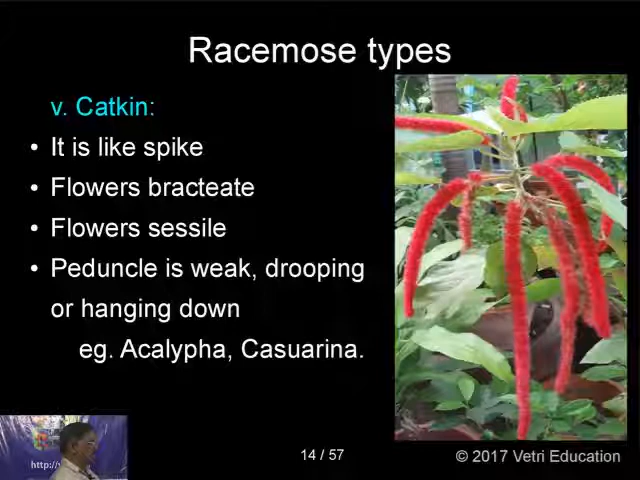 Racemose types
v. Catkin:
• It is like spike
• Flowers bracteate
• Flowers sessile
• Peduncle is weak, drooping
or hanging down
eg. Acalypha, Casuarina.
http://
14 / 57
© 2017 Vetri Education